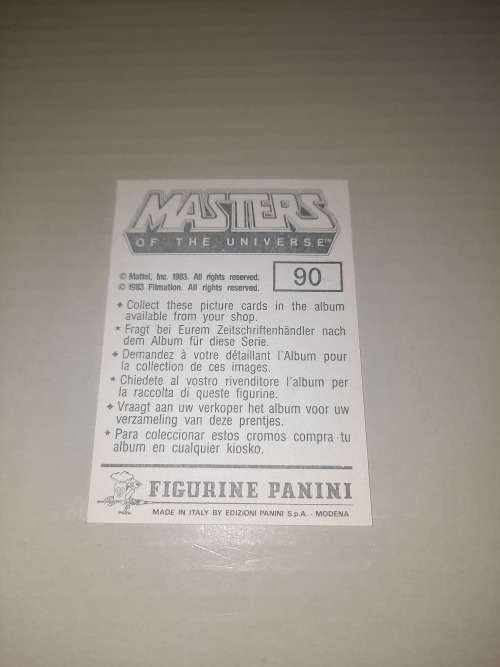 MASTERS
OF THE UNIVERSE™
© Mattel, Inc. 1983. All rights reserved.
© 1983 Filmation. All rights reserved.
90
✦ Collect these picture cards in the album
available from your shop.
★ Fragt bei Eurem Zeitschriftenhändler nach
dem Album für diese Serie.
✦ Demandez à votre détaillant l'Album pour
la collection de ces images.
★ Chiedete al vostro rivenditore l'album per
la raccolta di queste figurine.
✦ Vraagt aan uw verkoper het album voor uw
verzameling van deze prentjes.
★ Para coleccionar estos cromos compra tu
album en cualquier kiosko.
FIGURINE PANINI
MADE IN ITALY BY EDIZIONI PANINI S.p.A. - MODENA